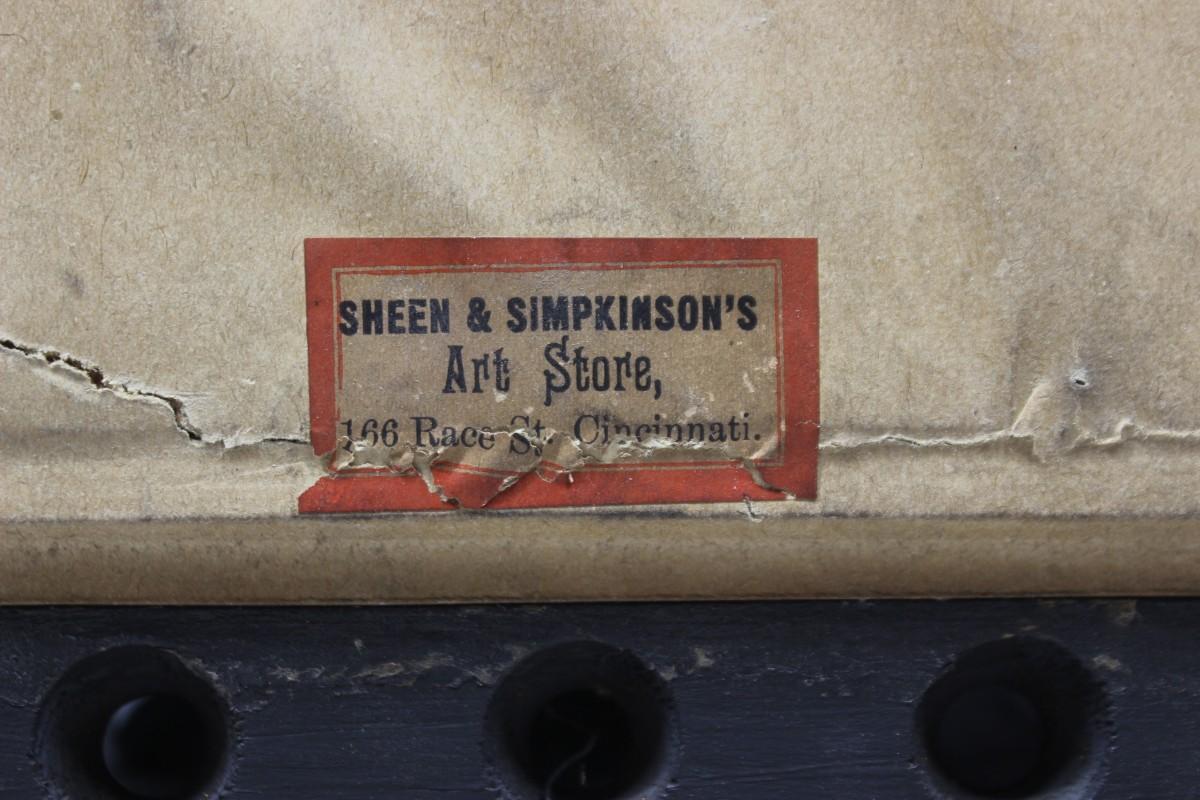 SHEEN & SIMPKINSON'S
Art Store,
166 Race St. Cincinnati.